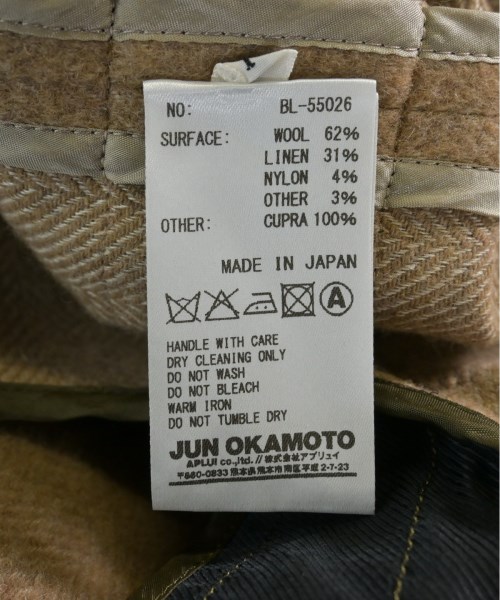 NO: BL-55026
SURFACE: WOOL 62%
LINEN 31%
NYLON 4%
OTHER 3%
OTHER: CUPRA 100%
MADE IN JAPAN
A
HANDLE WITH CARE
DRY CLEANING ONLY
DO NOT WASH
DO NOT BLEACH
WARM IRON
DO NOT TUMBLE DRY
JUN OKAMOTO
APLUI co.,ltd. // 株式会社アプリュイ
〒860-0833 熊本県熊本市南区平成2-7-23